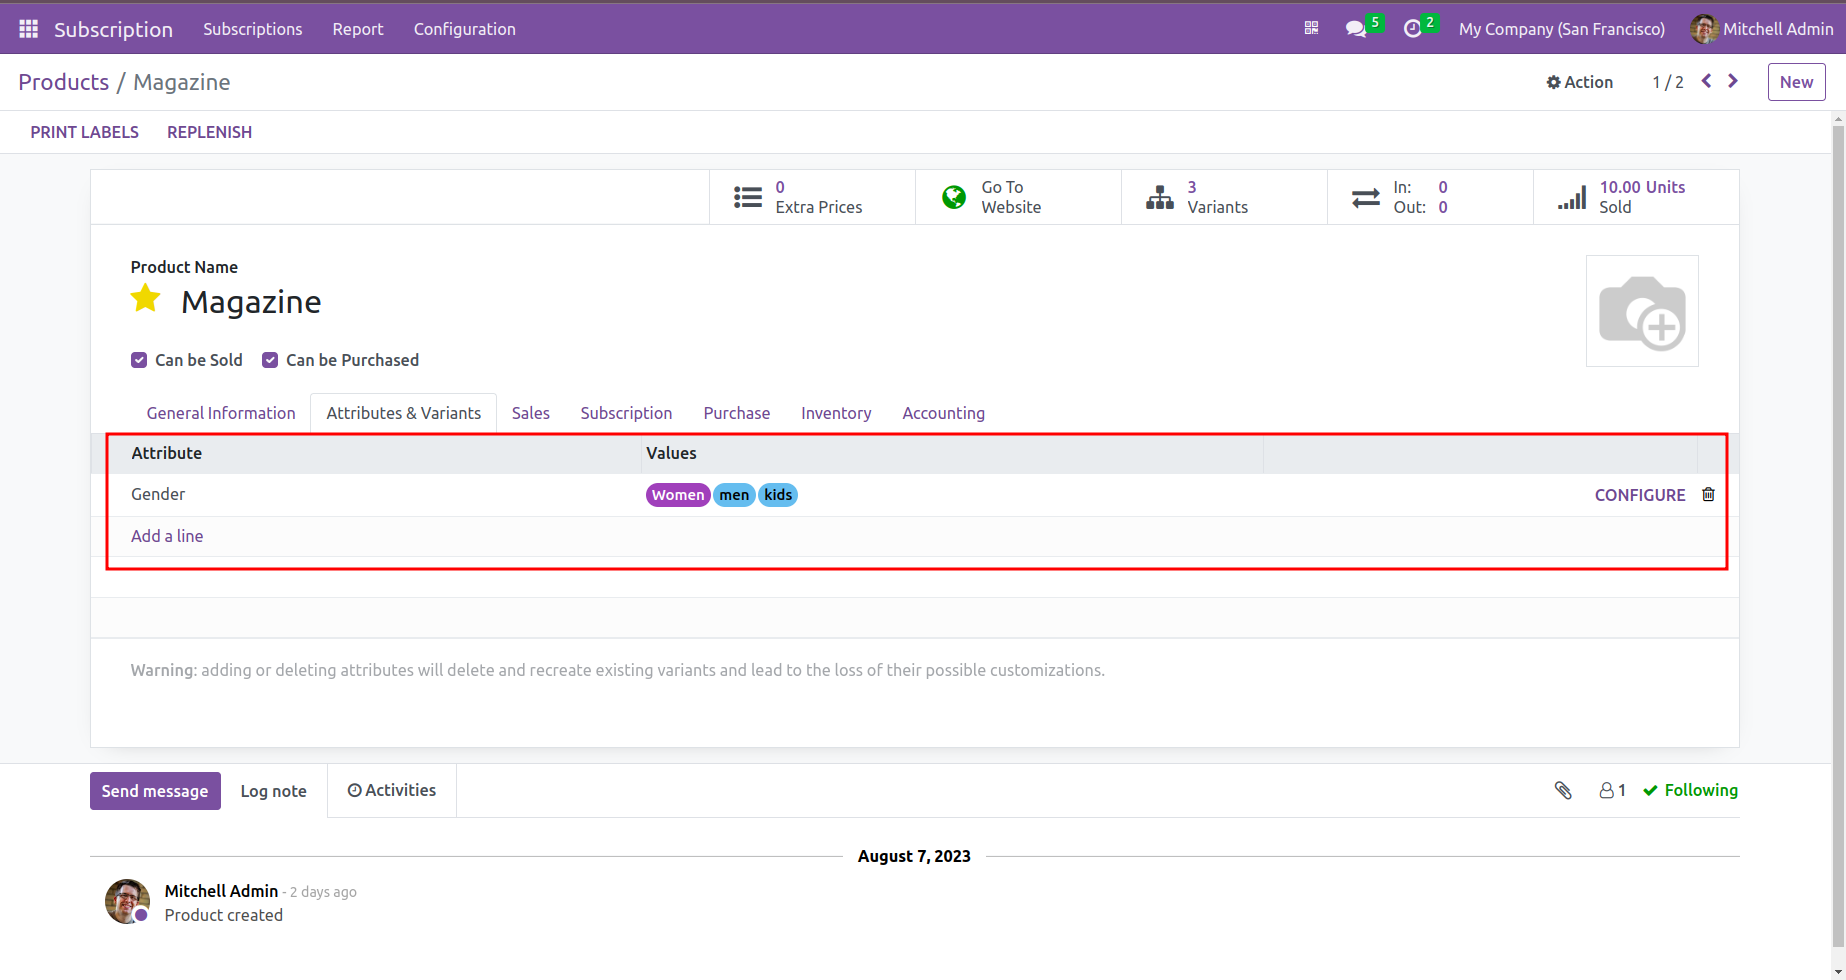 Subscription Subscriptions Report Configuration 5 2 My Company (San Francisco) Mitchell Admin
Products / Magazine Action 1 / 2 New
PRINT LABELS REPLENISH
0 Extra Prices
Go To Website
3 Variants
In: 0
Out: 0
10.00 Units
Sold
Product Name
Magazine
Can be Sold Can be Purchased
General Information Attributes & Variants Sales Subscription Purchase Inventory Accounting
Attribute Values
Gender Women men kids CONFIGURE
Add a line
Warning: adding or deleting attributes will delete and recreate existing variants and lead to the loss of their possible customizations.
Send message Log note Activities 1 Following
August 7, 2023
Mitchell Admin - 2 days ago
Product created